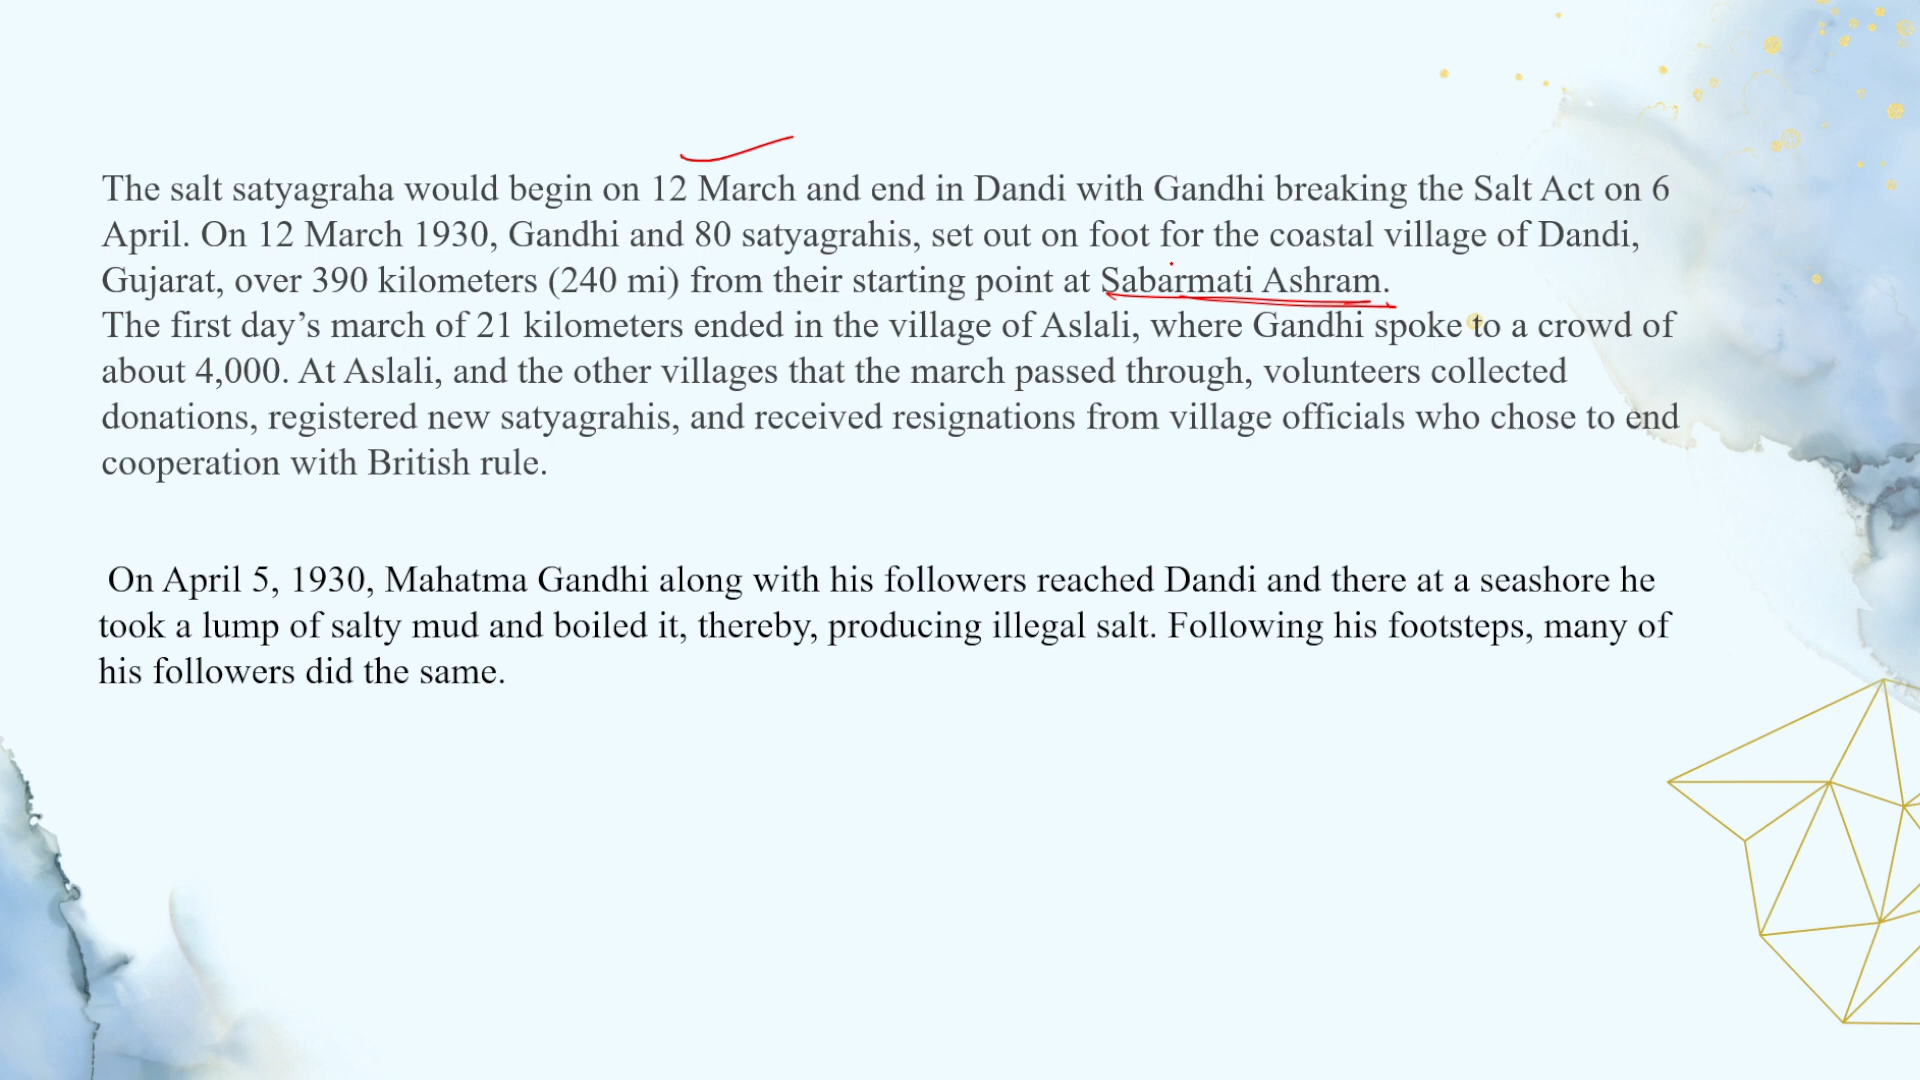 The salt satyagraha would begin on 12 March and end in Dandi with Gandhi breaking the Salt Act on 6
April. On 12 March 1930, Gandhi and 80 satyagrahis, set out on foot for the coastal village of Dandi,
Gujarat, over 390 kilometers (240 mi) from their starting point at Sabarmati Ashram.
The first day’s march of 21 kilometers ended in the village of Aslali, where Gandhi spoke to a crowd of
about 4,000. At Aslali, and the other villages that the march passed through, volunteers collected
donations, registered new satyagrahis, and received resignations from village officials who chose to end
cooperation with British rule.
On April 5, 1930, Mahatma Gandhi along with his followers reached Dandi and there at a seashore he
took a lump of salty mud and boiled it, thereby, producing illegal salt. Following his footsteps, many of
his followers did the same.